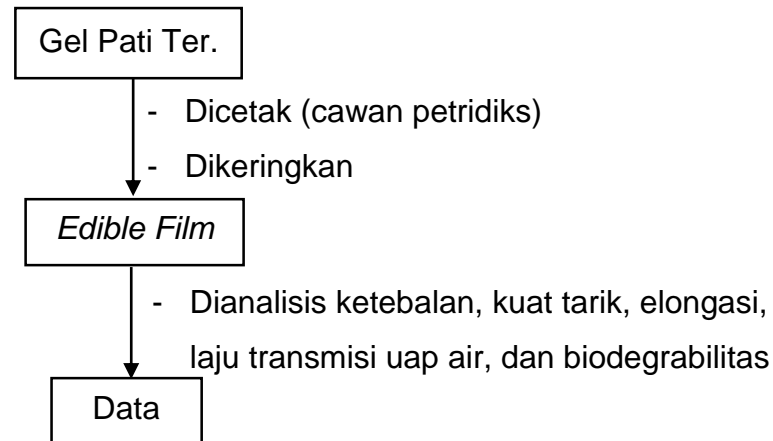 Gel Pati Ter.
- Dicetak (cawan petridiks)
- Dikeringkan
Edible Film
- Dianalisis ketebalan, kuat tarik, elongasi,
laju transmisi uap air, dan biodegrabilitas
Data